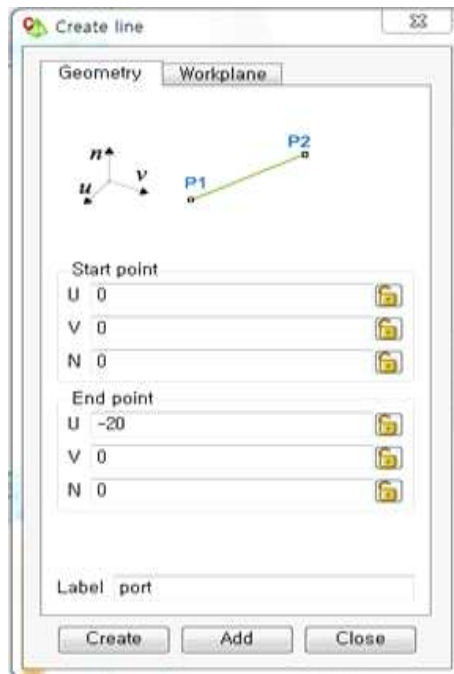 Create line
Geometry Workplane
n
u v
P1 P2
Start point
U 0
V 0
N 0
End point
U -20
V 0
N 0
Label port
Create Add Close